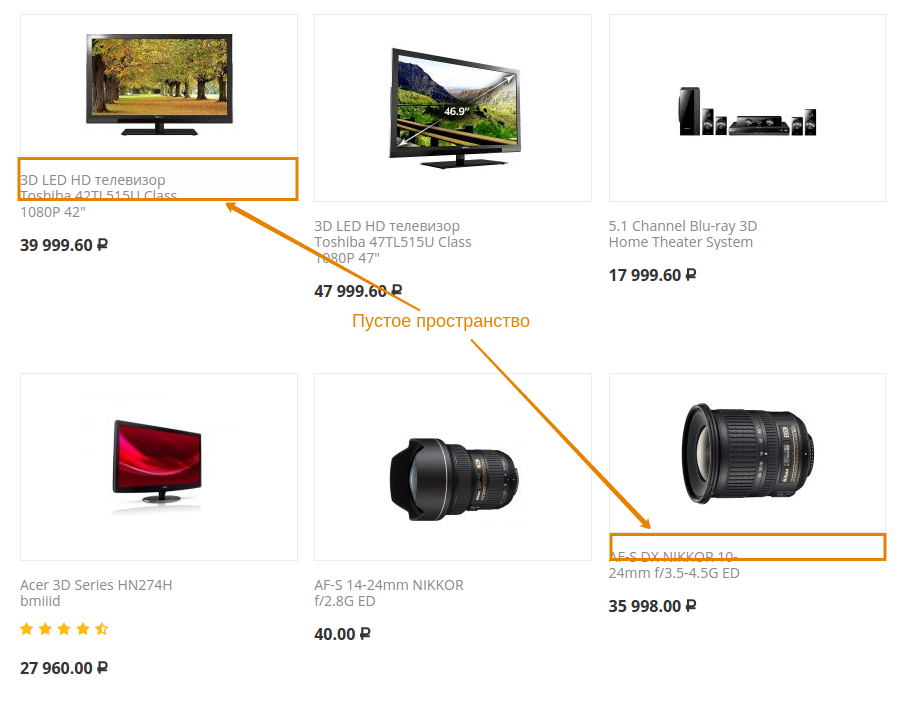 46.9”
3D LED HD телевизор
Toshiba 42TL515U Class
1080P 42"
39 999.60 ₽
3D LED HD телевизор
Toshiba 47TL515U Class
1080P 47"
47 999.60 ₽
5.1 Channel Blu-ray 3D
Home Theater System
17 999.60 ₽
Пустое пространство
Acer 3D Series HN274H
bmiiid
27 960.00 ₽
AF-S 14-24mm NIKKOR
f/2.8G ED
40.00 ₽
AF-S DX NIKKOR 10-
24mm f/3.5-4.5G ED
35 998.00 ₽